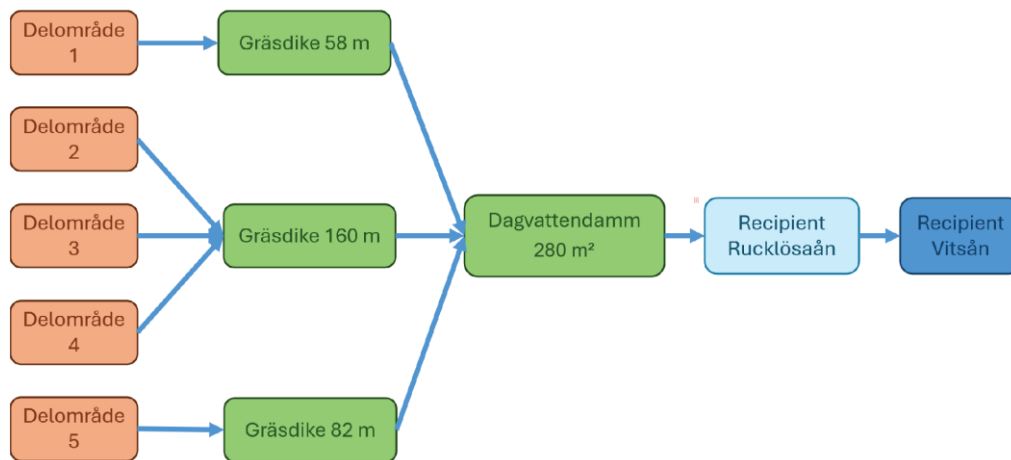 Delområde
1
Gräsdike 58 m
Delområde
2
Delområde
3
Gräsdike 160 m
Delområde
4
Delområde
5
Gräsdike 82 m
Dagvattendamm
280 m²
Recipient
Rucklösaån
Recipient
Vitsån